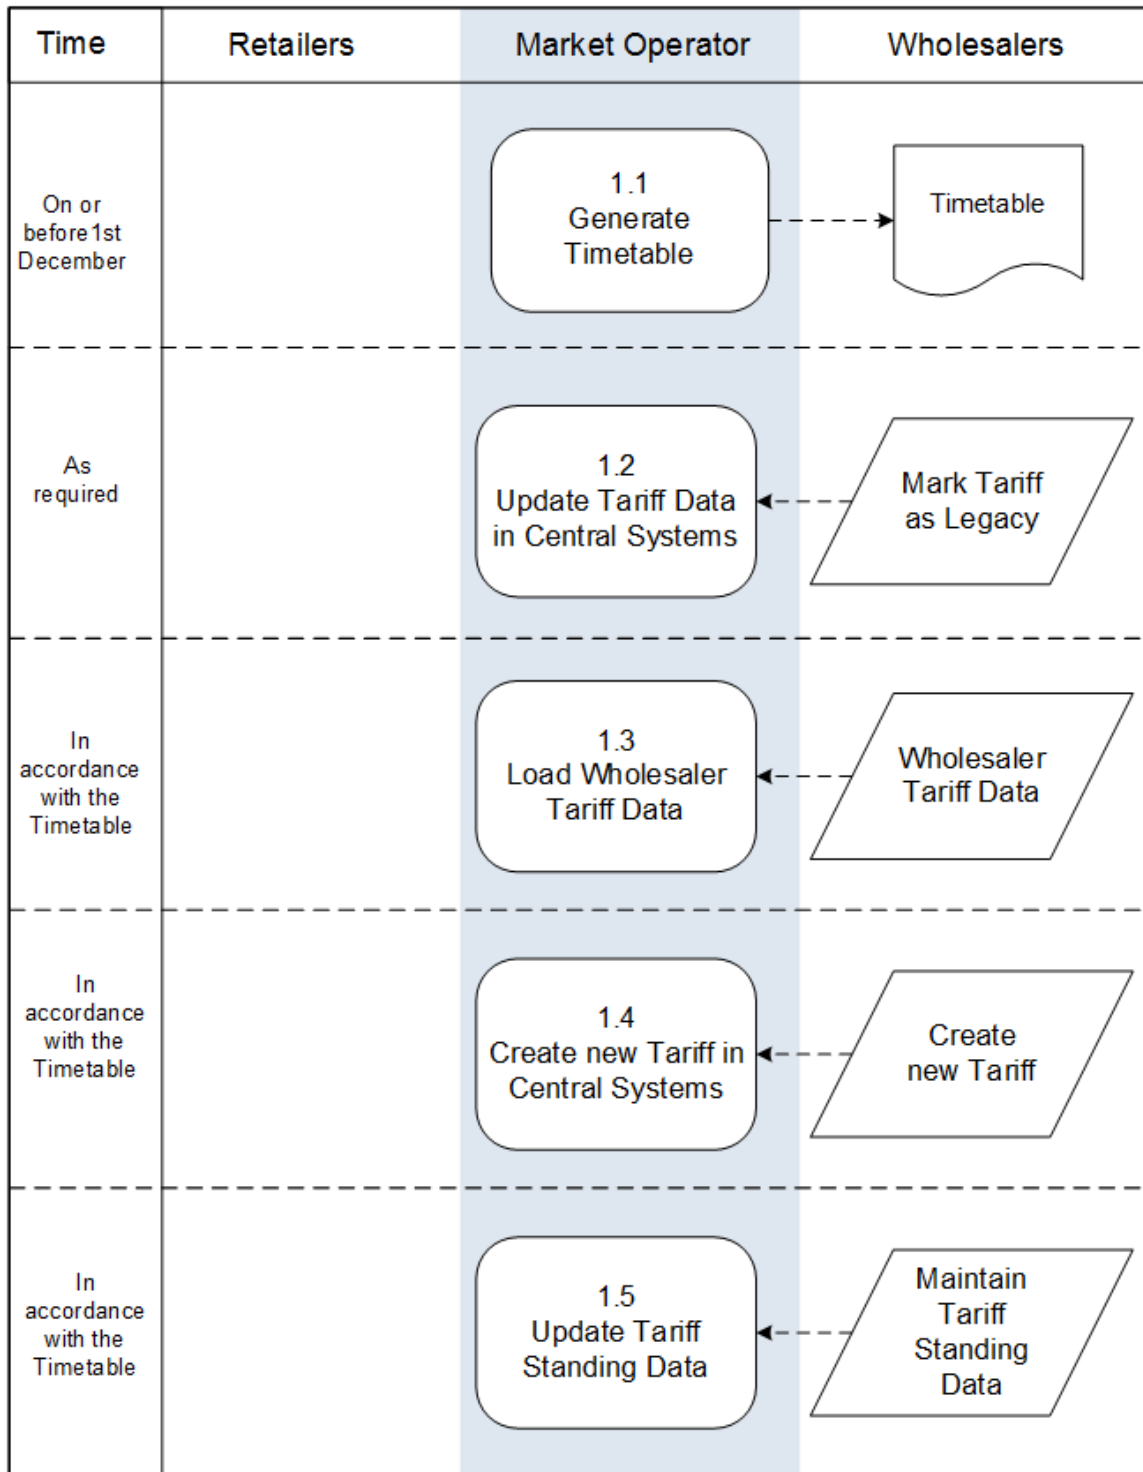 Time
Retailers
Market Operator
Wholesalers
On or
before1st
December
1.1
Generate
Timetable
Timetable
As
required
1.2
Update Tariff Data
in Central Systems
Mark Tariff
as Legacy
In
accordance
with the
Timetable
1.3
Load Wholesaler
Tariff Data
Wholesaler
Tariff Data
In
accordance
with the
Timetable
1.4
Create new Tariff in
Central Systems
Create
new Tariff
In
accordance
with the
Timetable
1.5
Update Tariff
Standing Data
Maintain
Tariff
Standing
Data